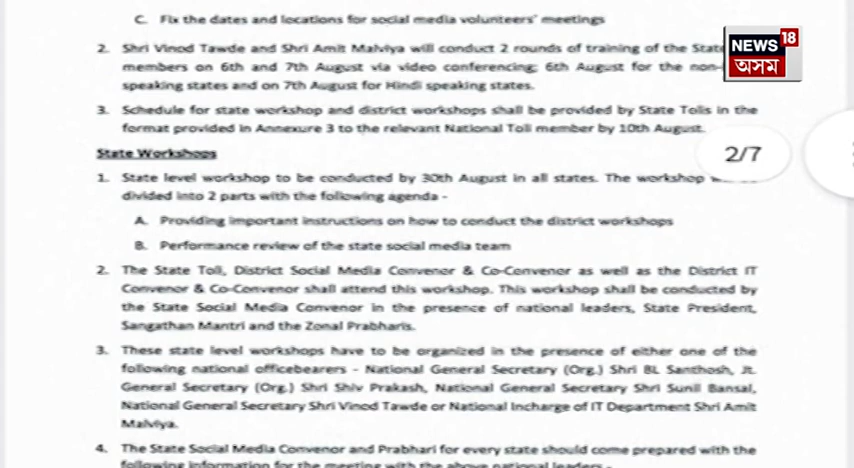 C. Fix the dates and locations for social media volunteers' meetings
2. Shri Vinod Tawde and Shri Amit Malviya will conduct 2 rounds of training of the State
members on 6th and 7th August via video conferencing; 6th August for the non-
speaking states and on 7th August for Hindi speaking states.
3. Schedule for state workshop and district workshops shall be provided by State Tolis in the
format provided in Annexure 3 to the relevant National Toli member by 10th August.
State Workshops
1. State level workshop to be conducted by 30th August in all states. The workshop
divided into 2 parts with the following agenda -
A. Providing important instructions on how to conduct the district workshops
B. Performance review of the state social media team
2. The State Toli, District Social Media Convenor & Co-Convenor as well as the District IT
Convenor & Co-Convenor shall attend this workshop. This workshop shall be conducted by
the State Social Media Convenor in the presence of national leaders, State President,
Sangathan Mantri and the Zonal Prabharis.
3. These state level workshops have to be organized in the presence of either one of the
following national officebearers - National General Secretary (Org.) Shri BL Santhosh, Jt.
General Secretary (Org.) Shri Shiv Prakash, National General Secretary Shri Sunil Bansal,
National General Secretary Shri Vinod Tawde or National Incharge of IT Department Shri Amit
Malviya.
4. The State Social Media Convenor and Prabhari for every state should come prepared with the
following information for the meeting with the above national leaders -
NEWS 18
অসম
2/7